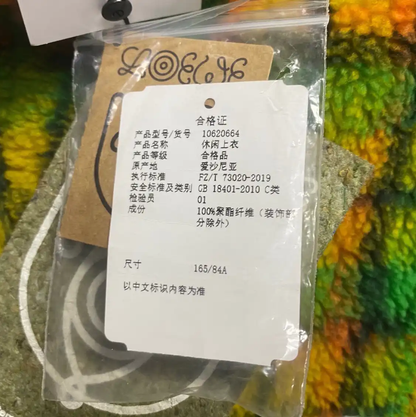 合格证
产品型号/货号 10620664
产品名称 休闲上衣
产品等级 合格品
原产地 爱沙尼亚
执行标准 FZ/T 73020-2019
安全标准及类别 GB 18401-2010 C类
检验员 01
成份 100%聚酯纤维（装饰部
分除外）
尺寸 165/84A
以中文标识内容为准